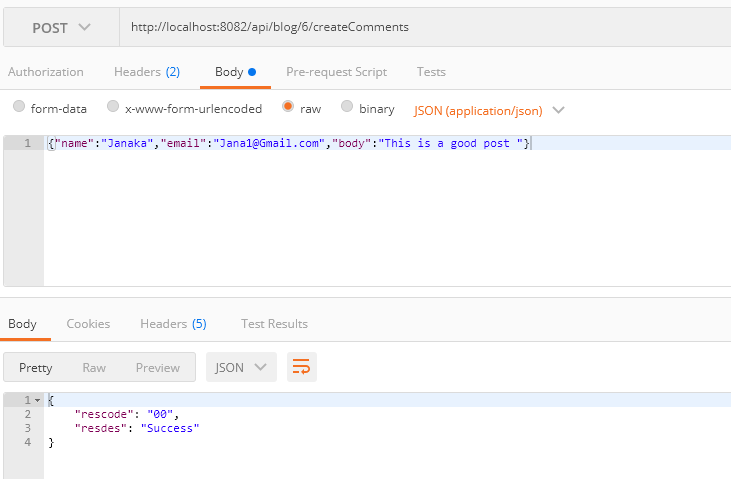 POST http://localhost:8082/api/blog/6/createComments
Authorization Headers (2) Body Pre-request Script Tests
form-data x-www-form-urlencoded raw binary JSON (application/json)
1 {"name":"Janaka","email":"Jana1@Gmail.com","body":"This is a good post "}
Body Cookies Headers (5) Test Results
Pretty Raw Preview JSON
1 {
2 "rescode": "00",
3 "resdes": "Success"
4 }